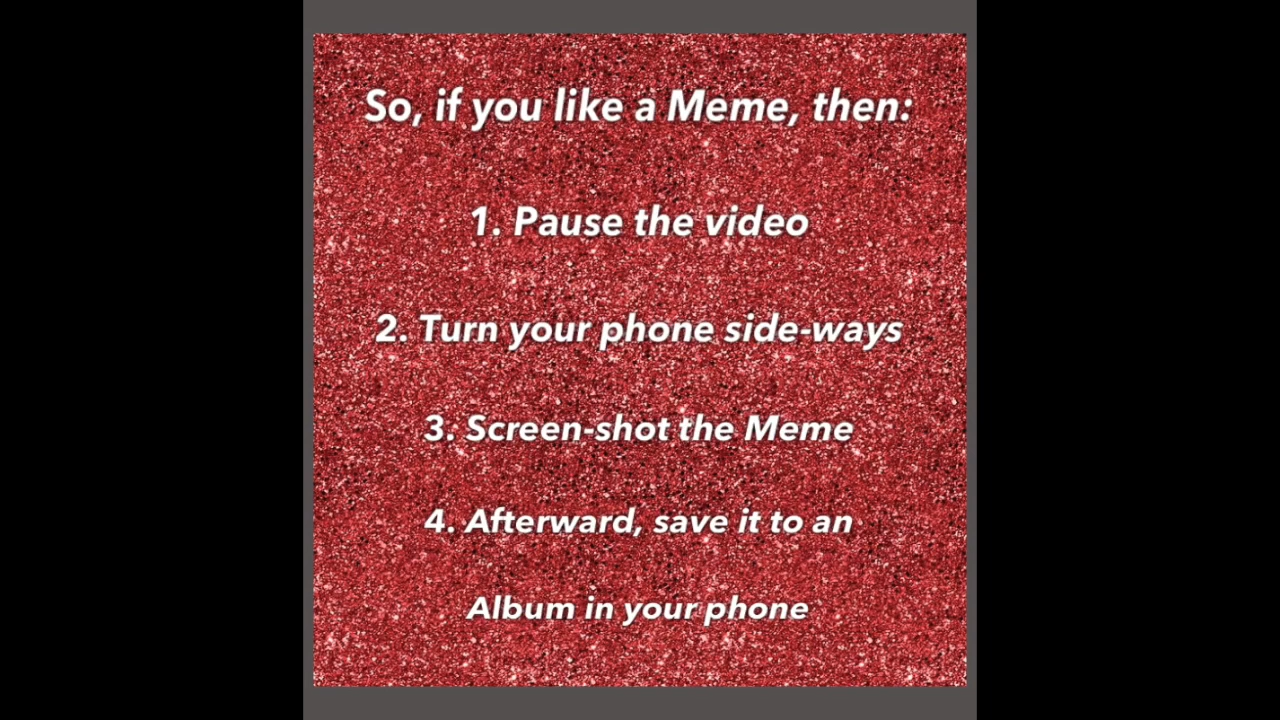 So, if you like a Meme, then:
1. Pause the video
2. Turn your phone side-ways
3. Screen-shot the Meme
4. Afterward, save it to an
Album in your phone